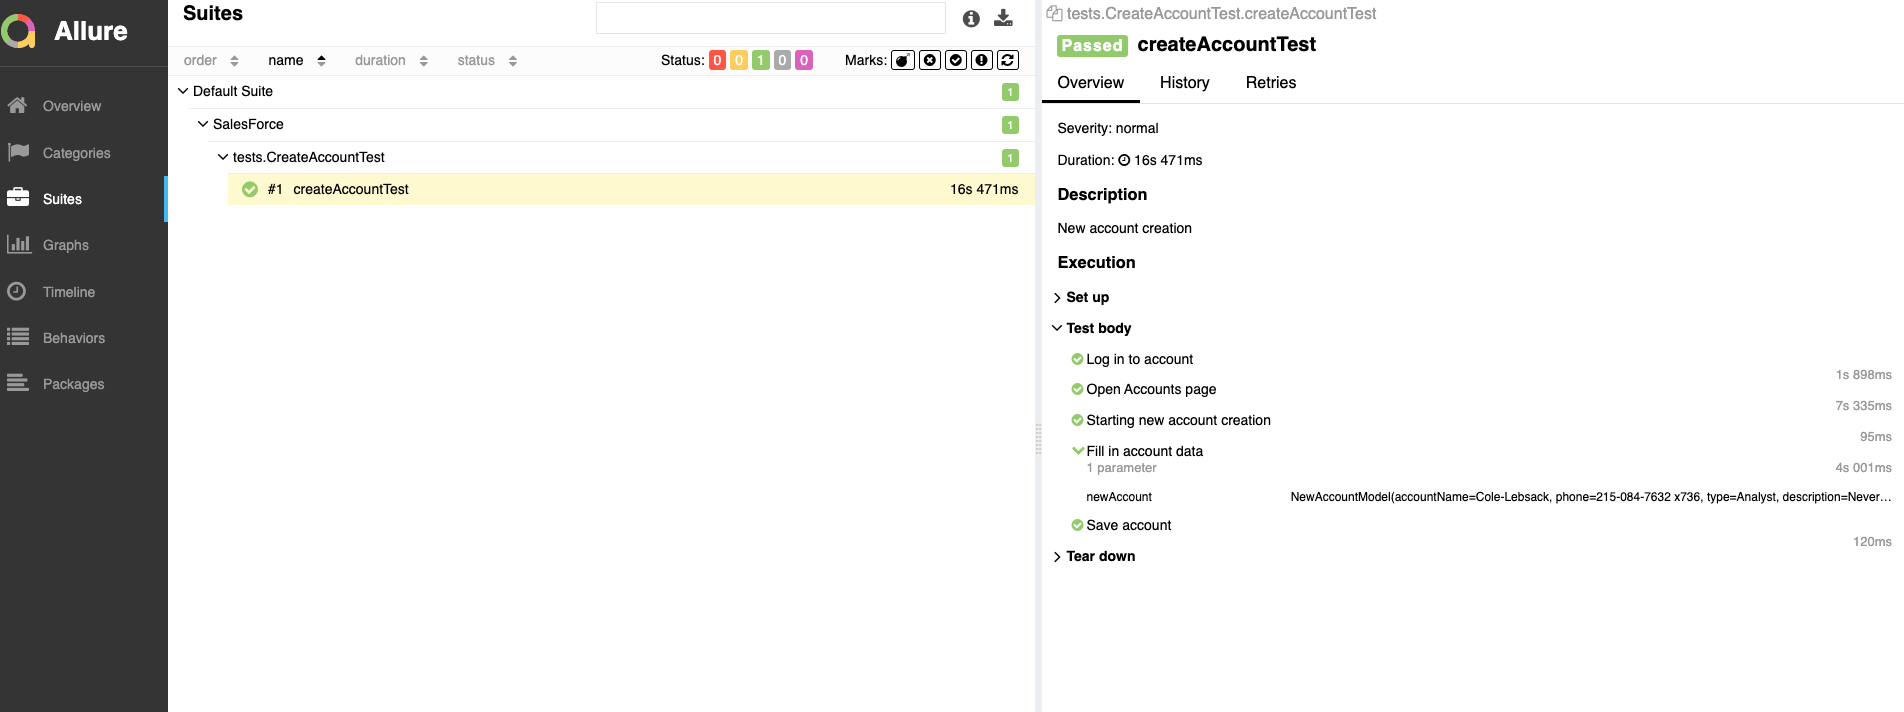 Allure
Overview
Categories
Suites
Graphs
Timeline
Behaviors
Packages
Suites
order name duration status Status: 0 0 1 0 0 Marks:
Default Suite 1
SalesForce 1
tests.CreateAccountTest 1
#1 createAccountTest 16s 471ms
tests.CreateAccountTest.createAccountTest
Passed createAccountTest
Overview History Retries
Severity: normal
Duration: 16s 471ms
Description
New account creation
Execution
Set up
Test body
Log in to account
1s 898ms
Open Accounts page
7s 335ms
Starting new account creation
95ms
Fill in account data
1 parameter 4s 001ms
newAccount NewAccountModel(accountName=Cole-Lebsack, phone=215-084-7632 x736, type=Analyst, description=Never…
Save account
120ms
Tear down